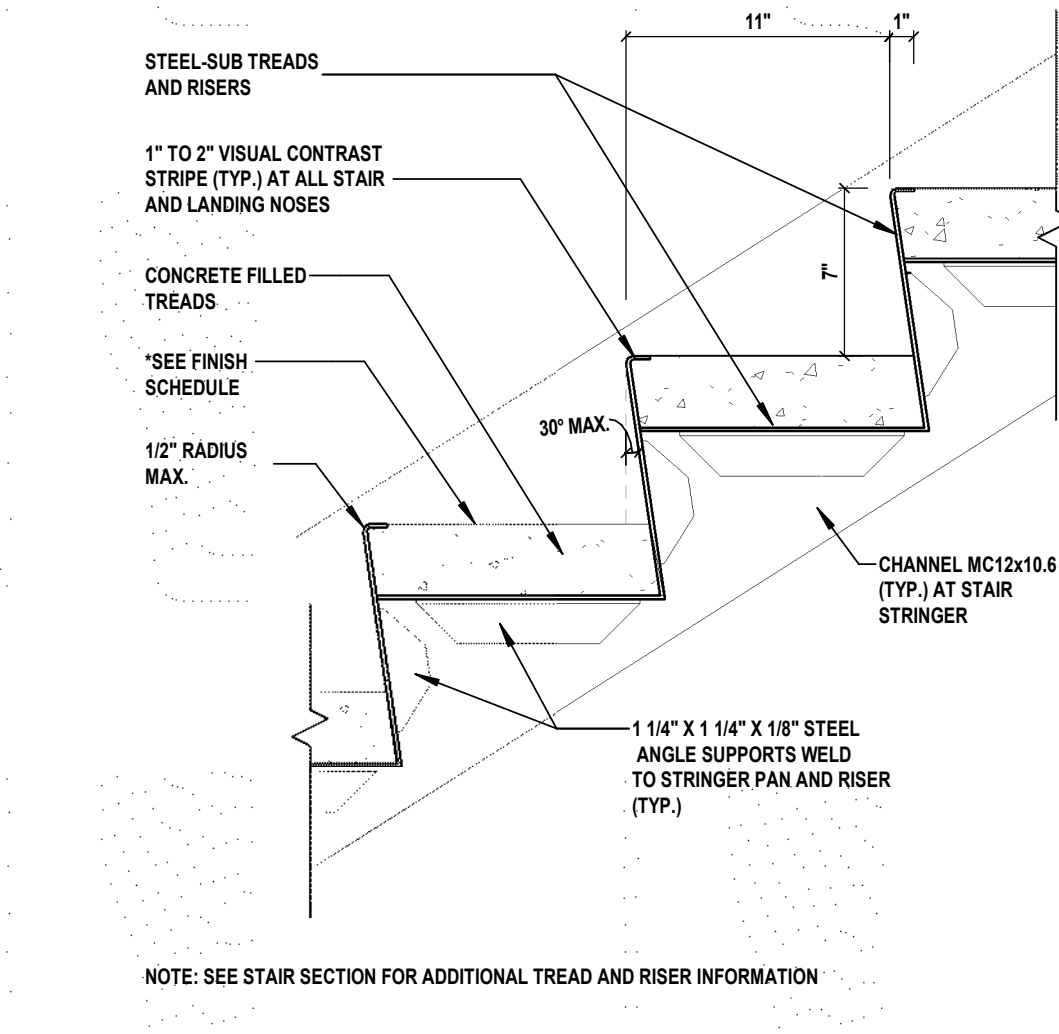 11"
1"
STEEL-SUB TREADS
AND RISERS
1" TO 2" VISUAL CONTRAST
STRIPE (TYP.) AT ALL STAIR
AND LANDING NOSES
7"
CONCRETE FILLED
TREADS
*SEE FINISH
SCHEDULE
30° MAX.
1/2" RADIUS
MAX.
CHANNEL MC12x10.6
(TYP.) AT STAIR
STRINGER
1 1/4" X 1 1/4" X 1/8" STEEL
ANGLE SUPPORTS WELD
TO STRINGER PAN AND RISER
(TYP.)
NOTE: SEE STAIR SECTION FOR ADDITIONAL TREAD AND RISER INFORMATION